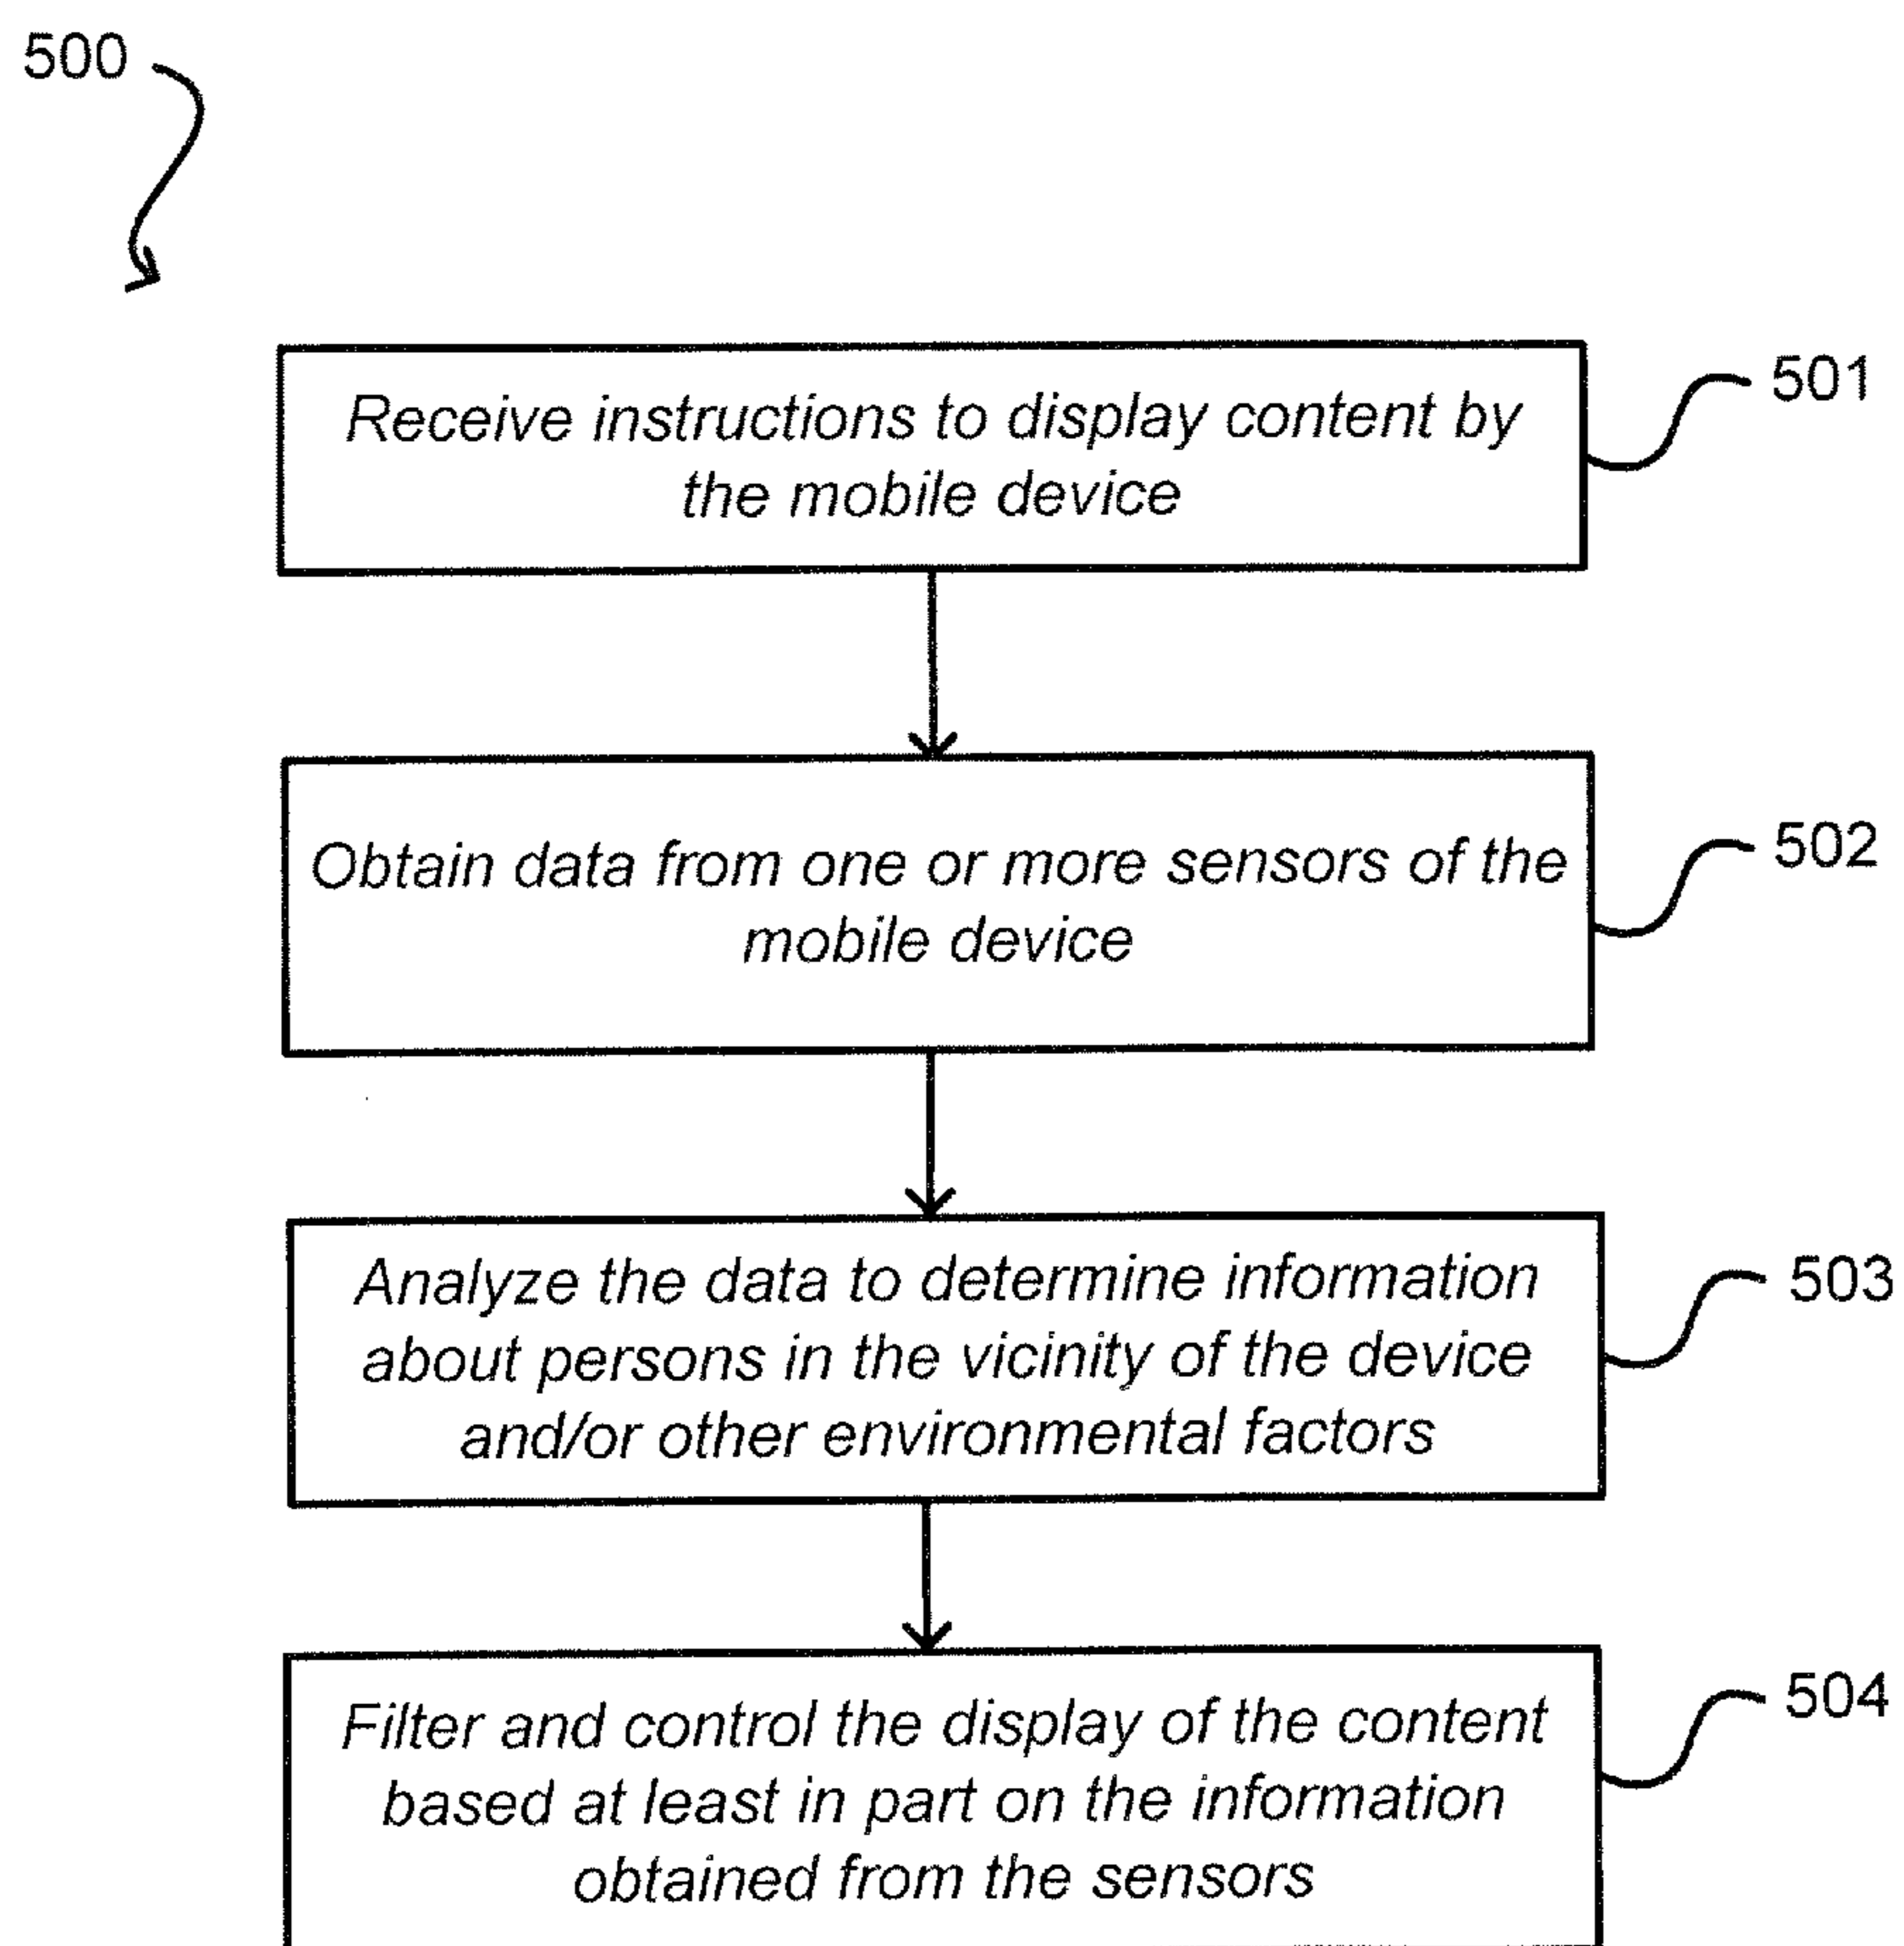 500
Receive instructions to display content by
the mobile device
501
Obtain data from one or more sensors of the
mobile device
502
Analyze the data to determine information
about persons in the vicinity of the device
and/or other environmental factors
503
Filter and control the display of the content
based at least in part on the information
obtained from the sensors
504